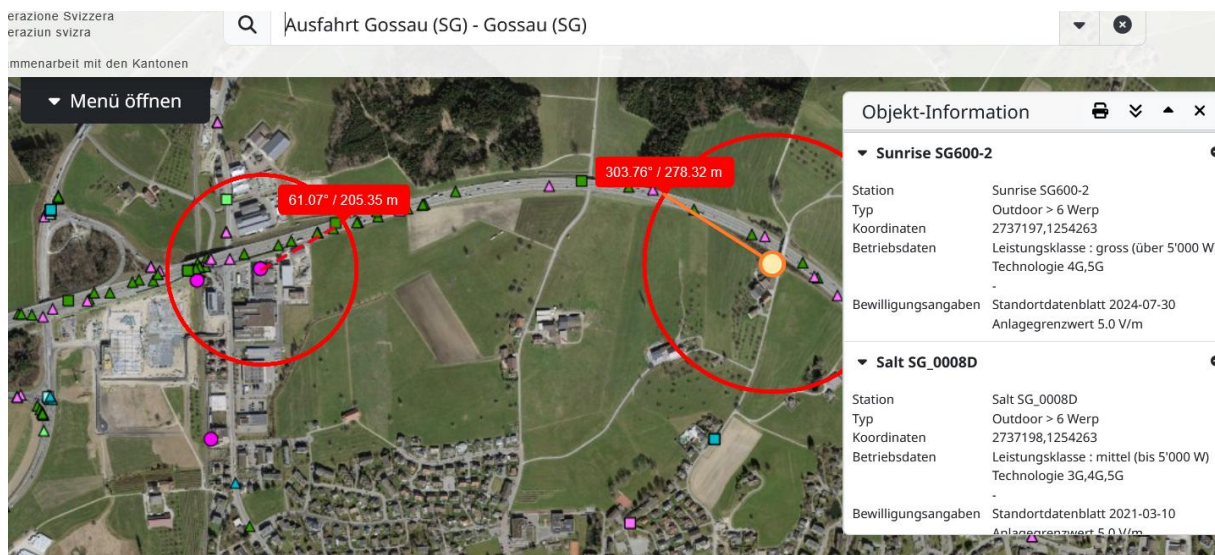 erazione Svizzera
eraziun svizra
mmenarbeit mit den Kantonen
Ausfahrt Gossau (SG) - Gossau (SG)
Menü öffnen
61.07° / 205.35 m
303.76° / 278.32 m
Objekt-Information
Sunrise SG600-2
Station Sunrise SG600-2
Typ Outdoor > 6 Werp
Koordinaten 2737197,1254263
Betriebsdaten Leistungsklasse : gross (über 5'000 W)
Technologie 4G,5G
-
Bewilligungsangaben Standortdatenblatt 2024-07-30
Anlagegrenzwert 5.0 V/m
Salt SG_0008D
Station Salt SG_0008D
Typ Outdoor > 6 Werp
Koordinaten 2737198,1254263
Betriebsdaten Leistungsklasse : mittel (bis 5'000 W)
Technologie 3G,4G,5G
-
Bewilligungsangaben Standortdatenblatt 2021-03-10
Anlagegrenzwert 5.0 V/m